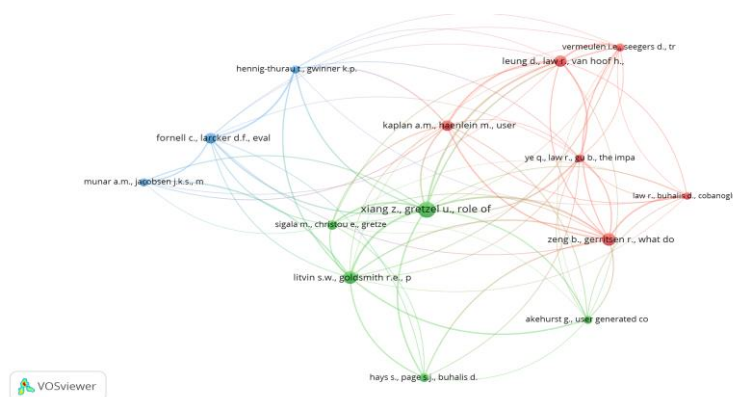 vermeulen i.e., seegers d., tr
leung d., law r., van hoof h.,
hennig-thurau t., gwinner k.p.
kaplan a.m., haenlein m., user
fornell c., larcker d.f., eval
ye q., law r., gu b., the impa
munar a.m., jacobsen j.k.s., m
law r., buhalis d., cobanogl
xiang z., gretzel u., role of
sigala m., christou e., gretze
zeng b., gerritsen r., what do
litvin s.w., goldsmith r.e., p
akehurst g., user generated co
hays s., page s.j., buhalis d.
VOSviewer